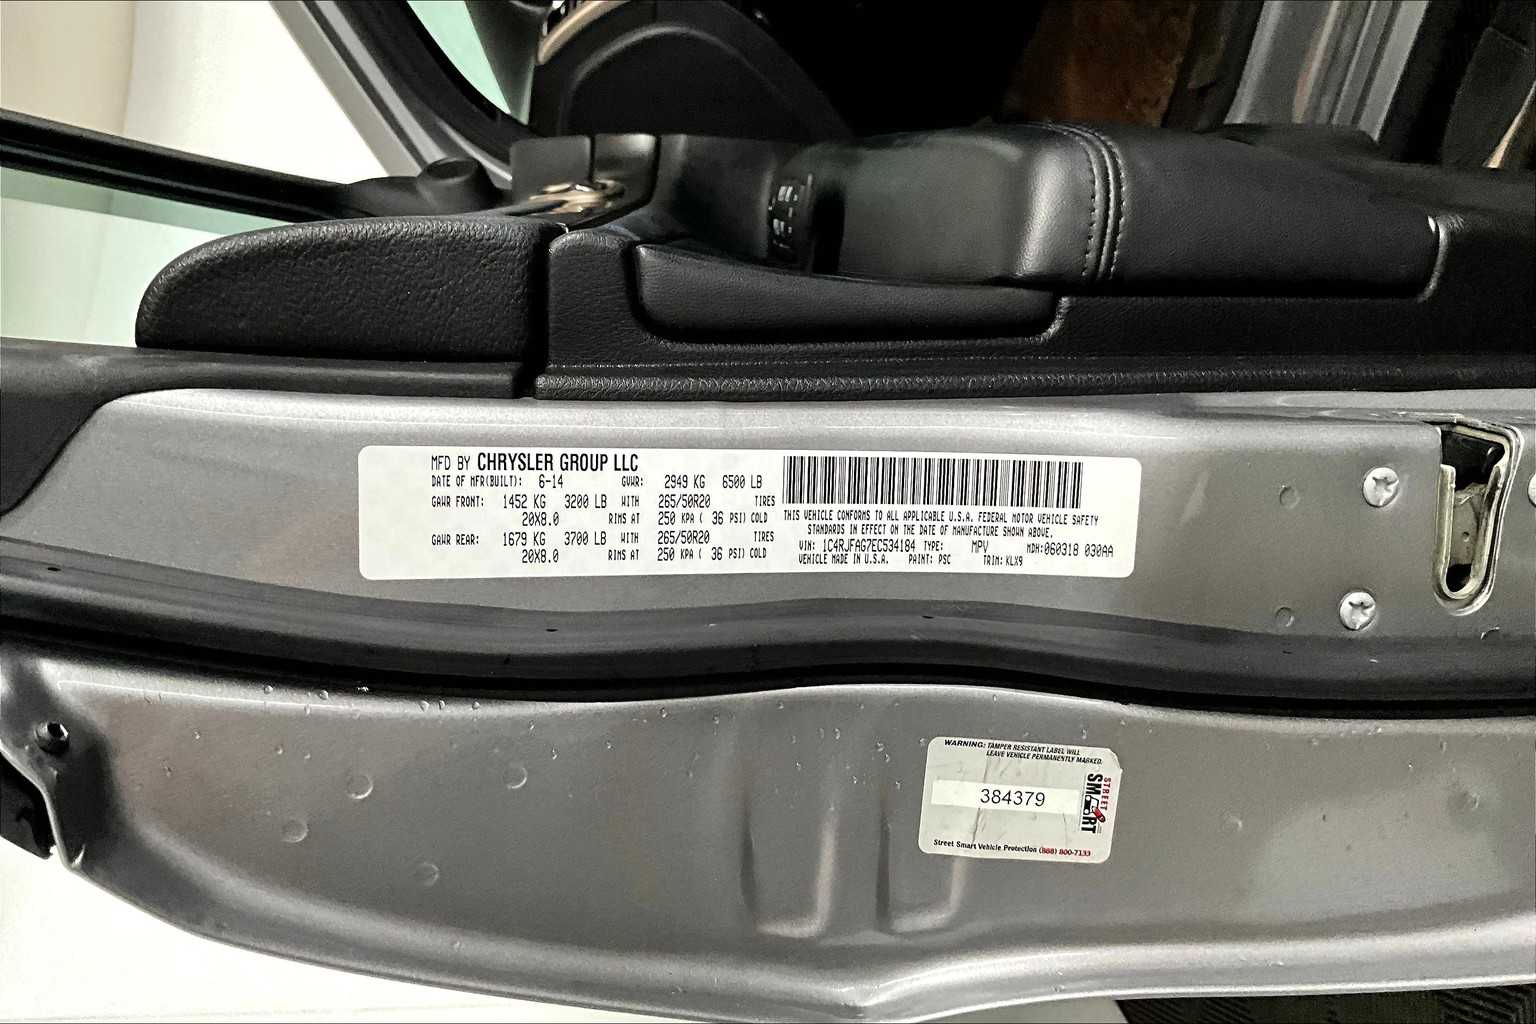 MFD BY CHRYSLER GROUP LLC
DATE OF MFR(BUILT): 6-14 GVWR: 2949 KG 6500 LB
GAWR FRONT: 1452 KG 3200 LB WITH 265/50R20 TIRES
20X8.0 RIMS AT 250 KPA ( 36 PSI) COLD
GAWR REAR: 1679 KG 3700 LB WITH 265/50R20 TIRES
20X8.0 RIMS AT 250 KPA ( 36 PSI) COLD
THIS VEHICLE CONFORMS TO ALL APPLICABLE U.S.A. FEDERAL MOTOR VEHICLE SAFETY
STANDARDS IN EFFECT ON THE DATE OF MANUFACTURE SHOWN ABOVE.
VIN: 1C4RJFAG7EC534184 TYPE: MPV MDH:060318 030AA
VEHICLE MADE IN U.S.A. PAINT: PSC TRIM: KLX9
WARNING: TAMPER RESISTANT LABEL WILL
LEAVE VEHICLE PERMANENTLY MARKED.
384379
STREET
SMART
Street Smart Vehicle Protection (888) 800-7133